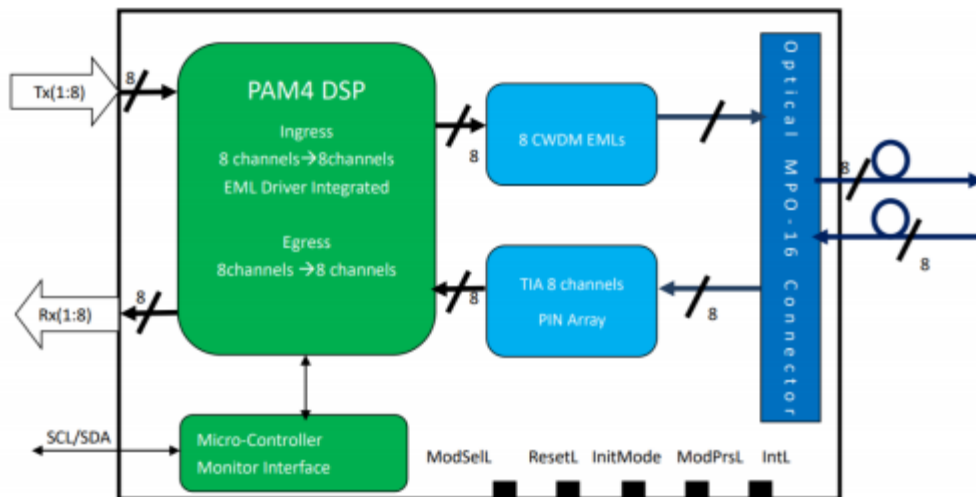 Tx(1:8)
8
PAM4 DSP
Ingress
8 channels→8channels
EML Driver Integrated
Egress
8channels →8 channels
8
8 CWDM EMLs
8
TIA 8 channels
PIN Array
8
Optical MPO-16 Connector
8
8
Rx(1:8)
8
SCL/SDA
Micro-Controller
Monitor Interface
ModSelL
ResetL
InitMode
ModPrsL
IntL